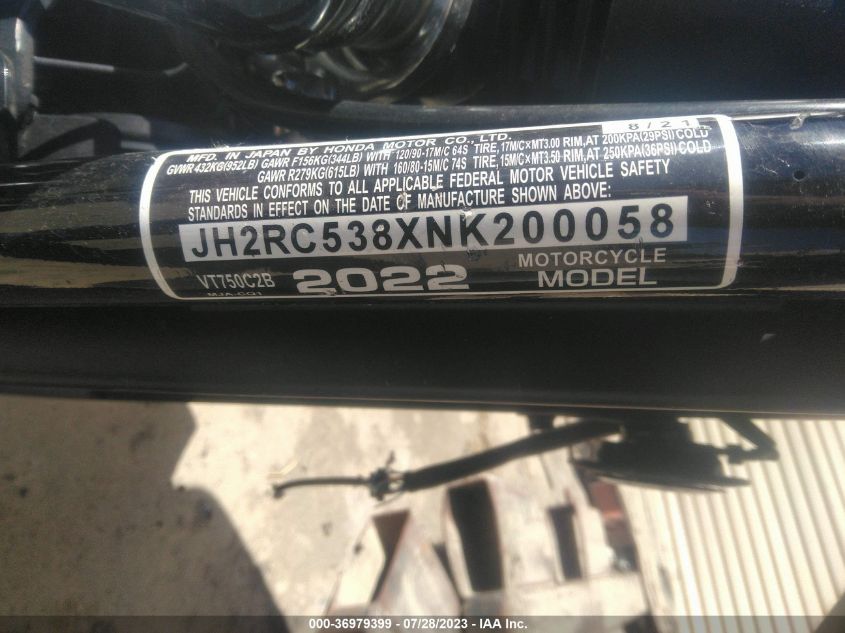 MFD. IN JAPAN BY HONDA MOTOR CO., LTD. 8/21
GVWR 432KG(952LB) GAWR F156KG(344LB) WITH 120/90-17M/C 64S TIRE, 17M/C×MT3.00 RIM, AT 200KPA(29PSI)COLD
GAWR R279KG(615LB) WITH 160/80-15M/C 74S TIRE, 15M/C×MT3.50 RIM, AT 250KPA(36PSI)COLD
THIS VEHICLE CONFORMS TO ALL APPLICABLE FEDERAL MOTOR VEHICLE SAFETY
STANDARDS IN EFFECT ON THE DATE OF MANUFACTURE SHOWN ABOVE:
JH2RC538XNK200058
VT750C2B 2022 MOTORCYCLE
MJA-CQ1 MODEL
000-36979399 - 07/28/2023 - IAA Inc.